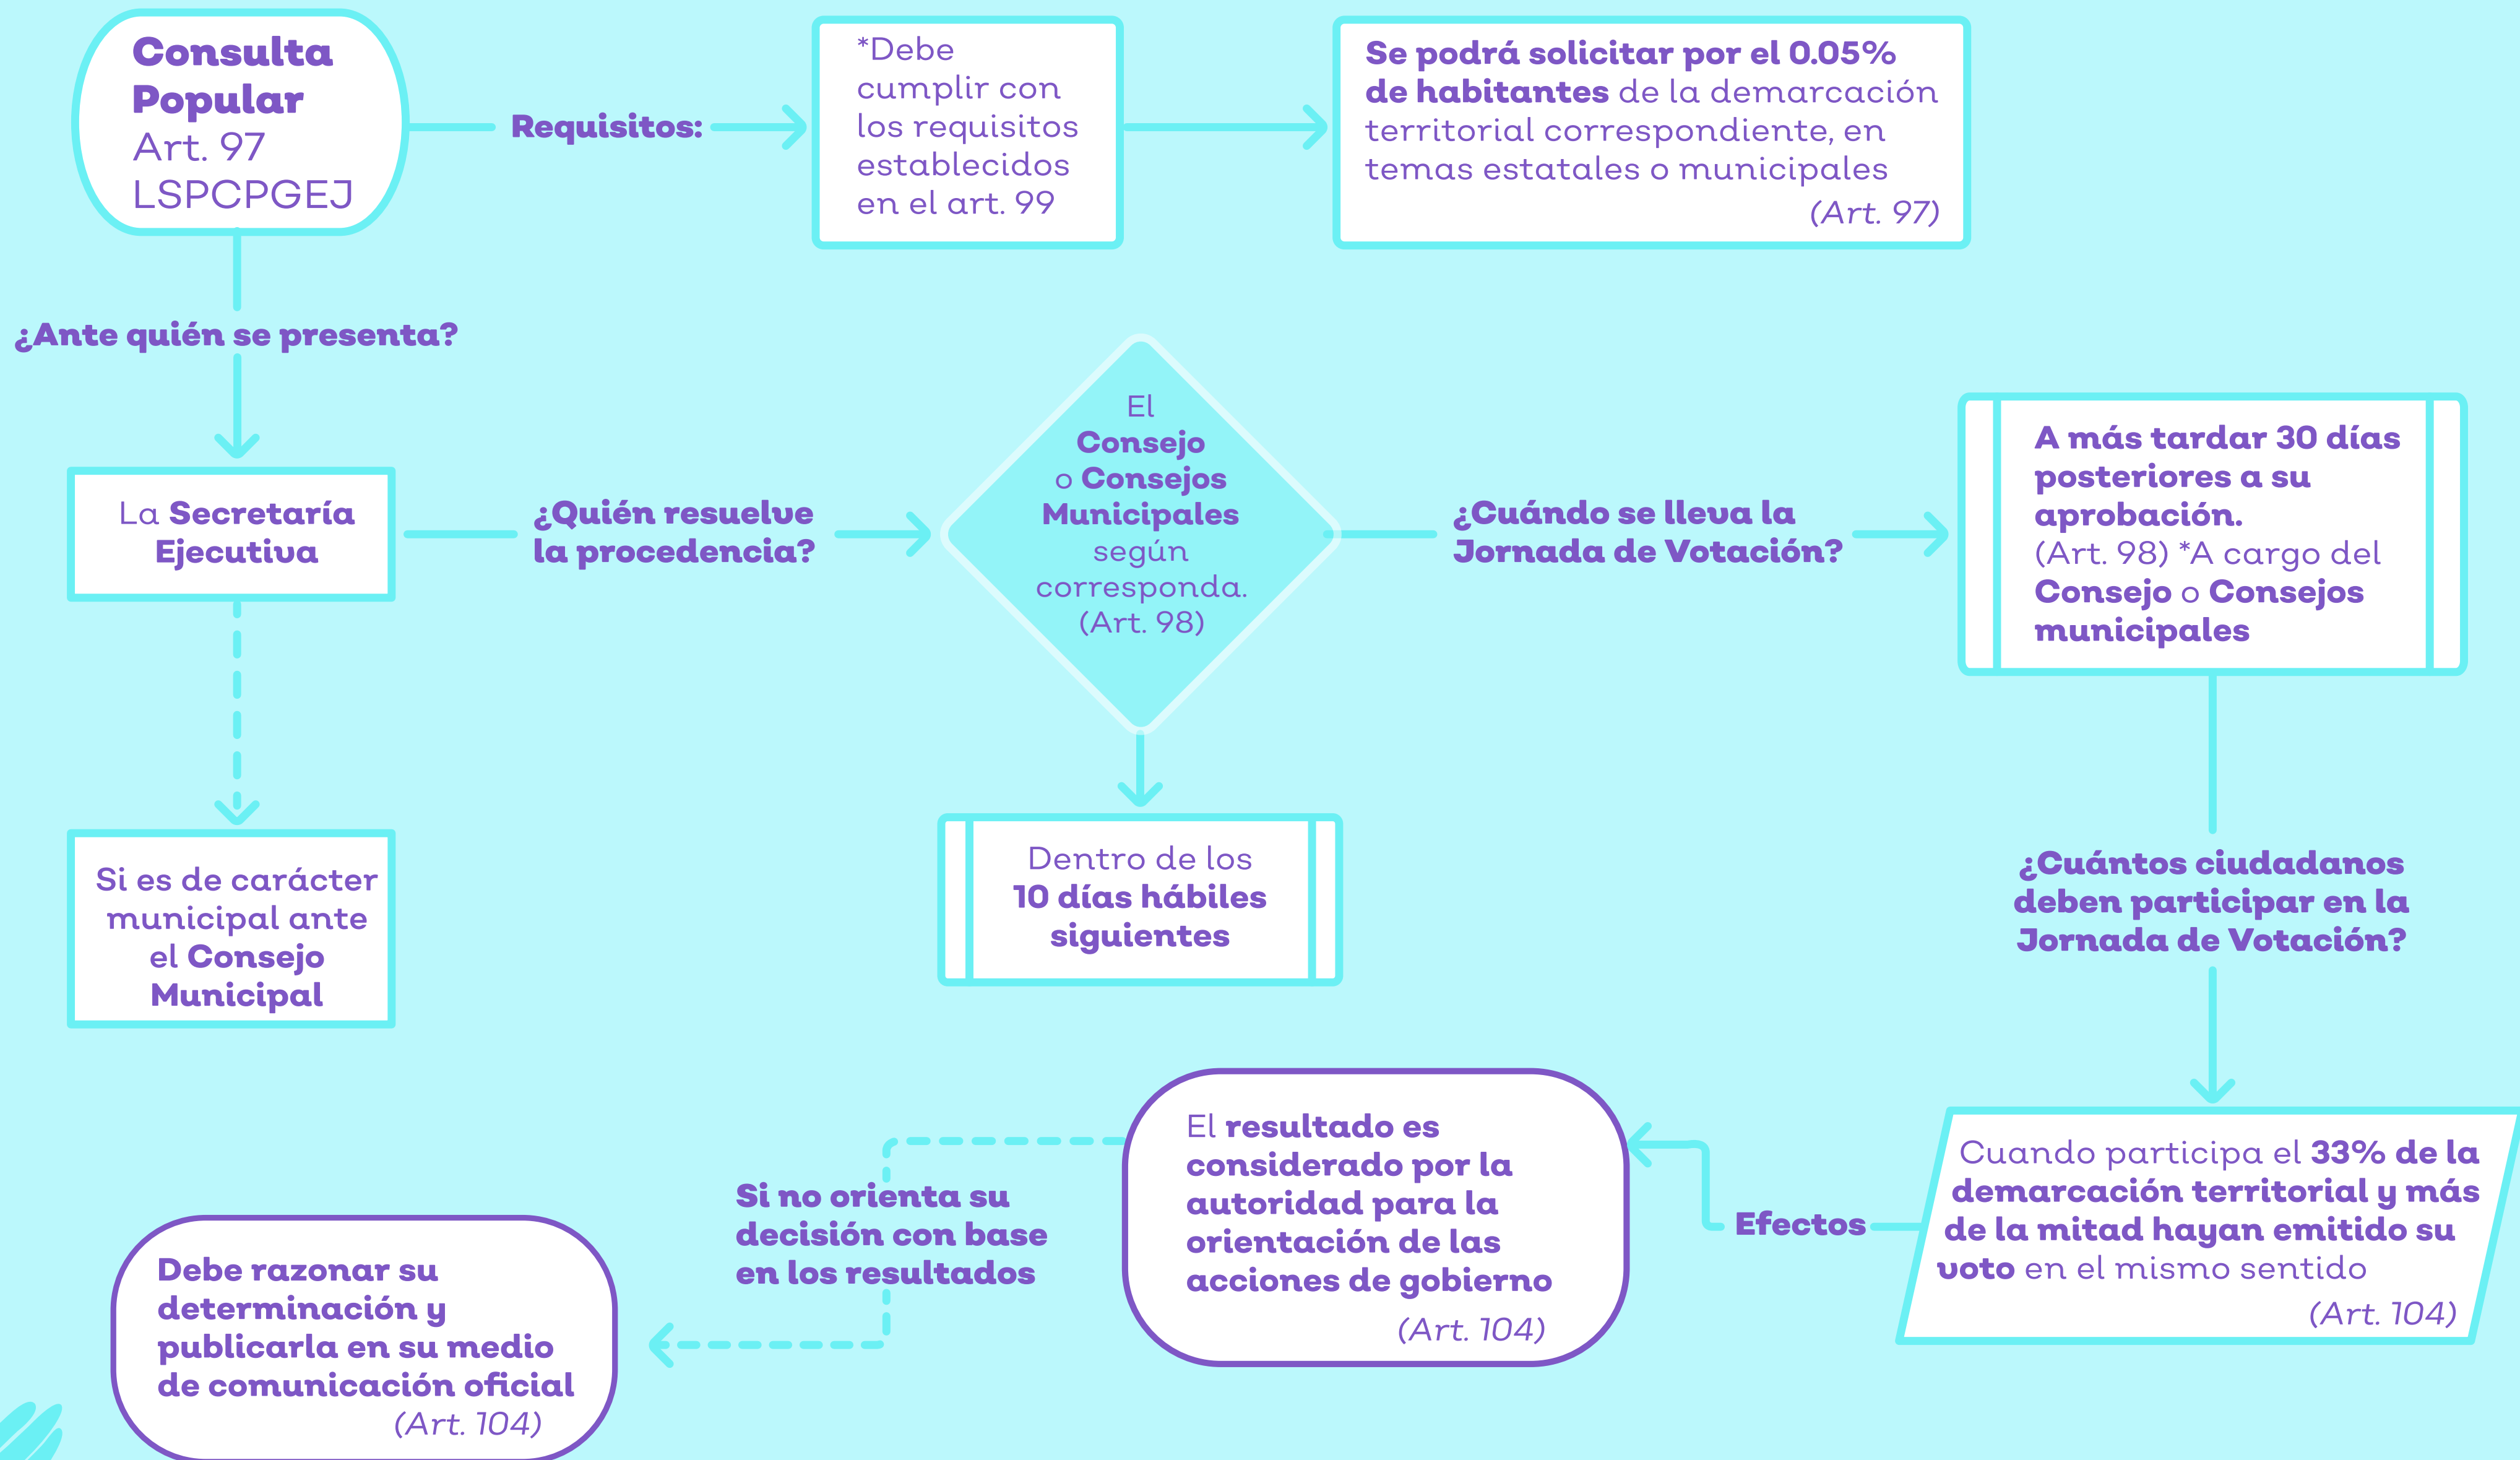 Consulta
Popular
Art. 97
LSPCPGEJ
Requisitos:
*Debe
cumplir con
los requisitos
establecidos
en el art. 99
Se podrá solicitar por el 0.05%
de habitantes de la demarcación
territorial correspondiente, en
temas estatales o municipales
(Art. 97)
¿Ante quién se presenta?
La Secretaría
Ejecutiva
Si es de carácter
municipal ante
el Consejo
Municipal
¿Quién resuelve
la procedencia?
El
Consejo
o Consejos
Municipales
según
corresponda.
(Art. 98)
Dentro de los
10 días hábiles
siguientes
¿Cuándo se lleva la
Jornada de Votación?
A más tardar 30 días
posteriores a su
aprobación.
(Art. 98) *A cargo del
Consejo o Consejos
municipales
¿Cuántos ciudadanos
deben participar en la
Jornada de Votación?
Cuando participa el 33% de la
demarcación territorial y más
de la mitad hayan emitido su
voto en el mismo sentido
(Art. 104)
Efectos
El resultado es
considerado por la
autoridad para la
orientación de las
acciones de gobierno
(Art. 104)
Si no orienta su
decisión con base
en los resultados
Debe razonar su
determinación y
publicarla en su medio
de comunicación oficial
(Art. 104)